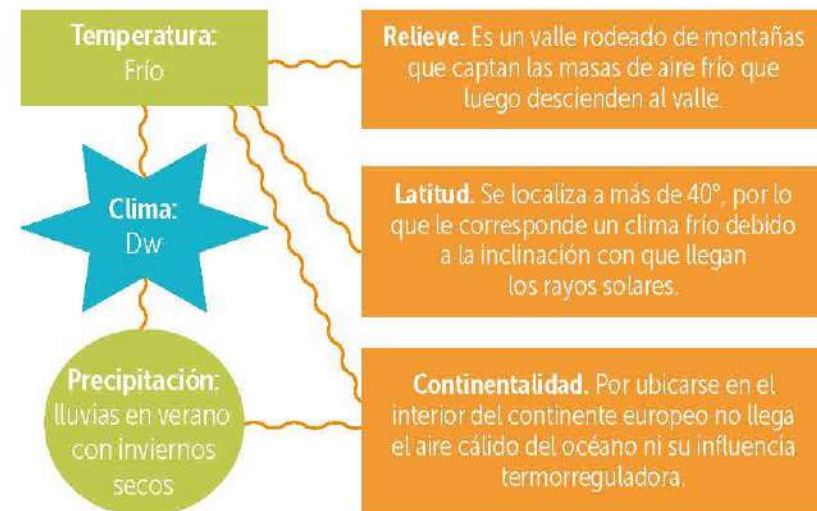 Temperatura:
Frío
Relieve. Es un valle rodeado de montañas
que captan las masas de aire frío que
luego descienden al valle.
Clima:
Dw
Latitud. Se localiza a más de 40°, por lo
que le corresponde un clima frío debido
a la inclinación con que llegan
los rayos solares.
Precipitación:
lluvias en verano
con inviernos
secos
Continentalidad. Por ubicarse en el
interior del continente europeo no llega
el aire cálido del océano ni su influencia
termorreguladora.